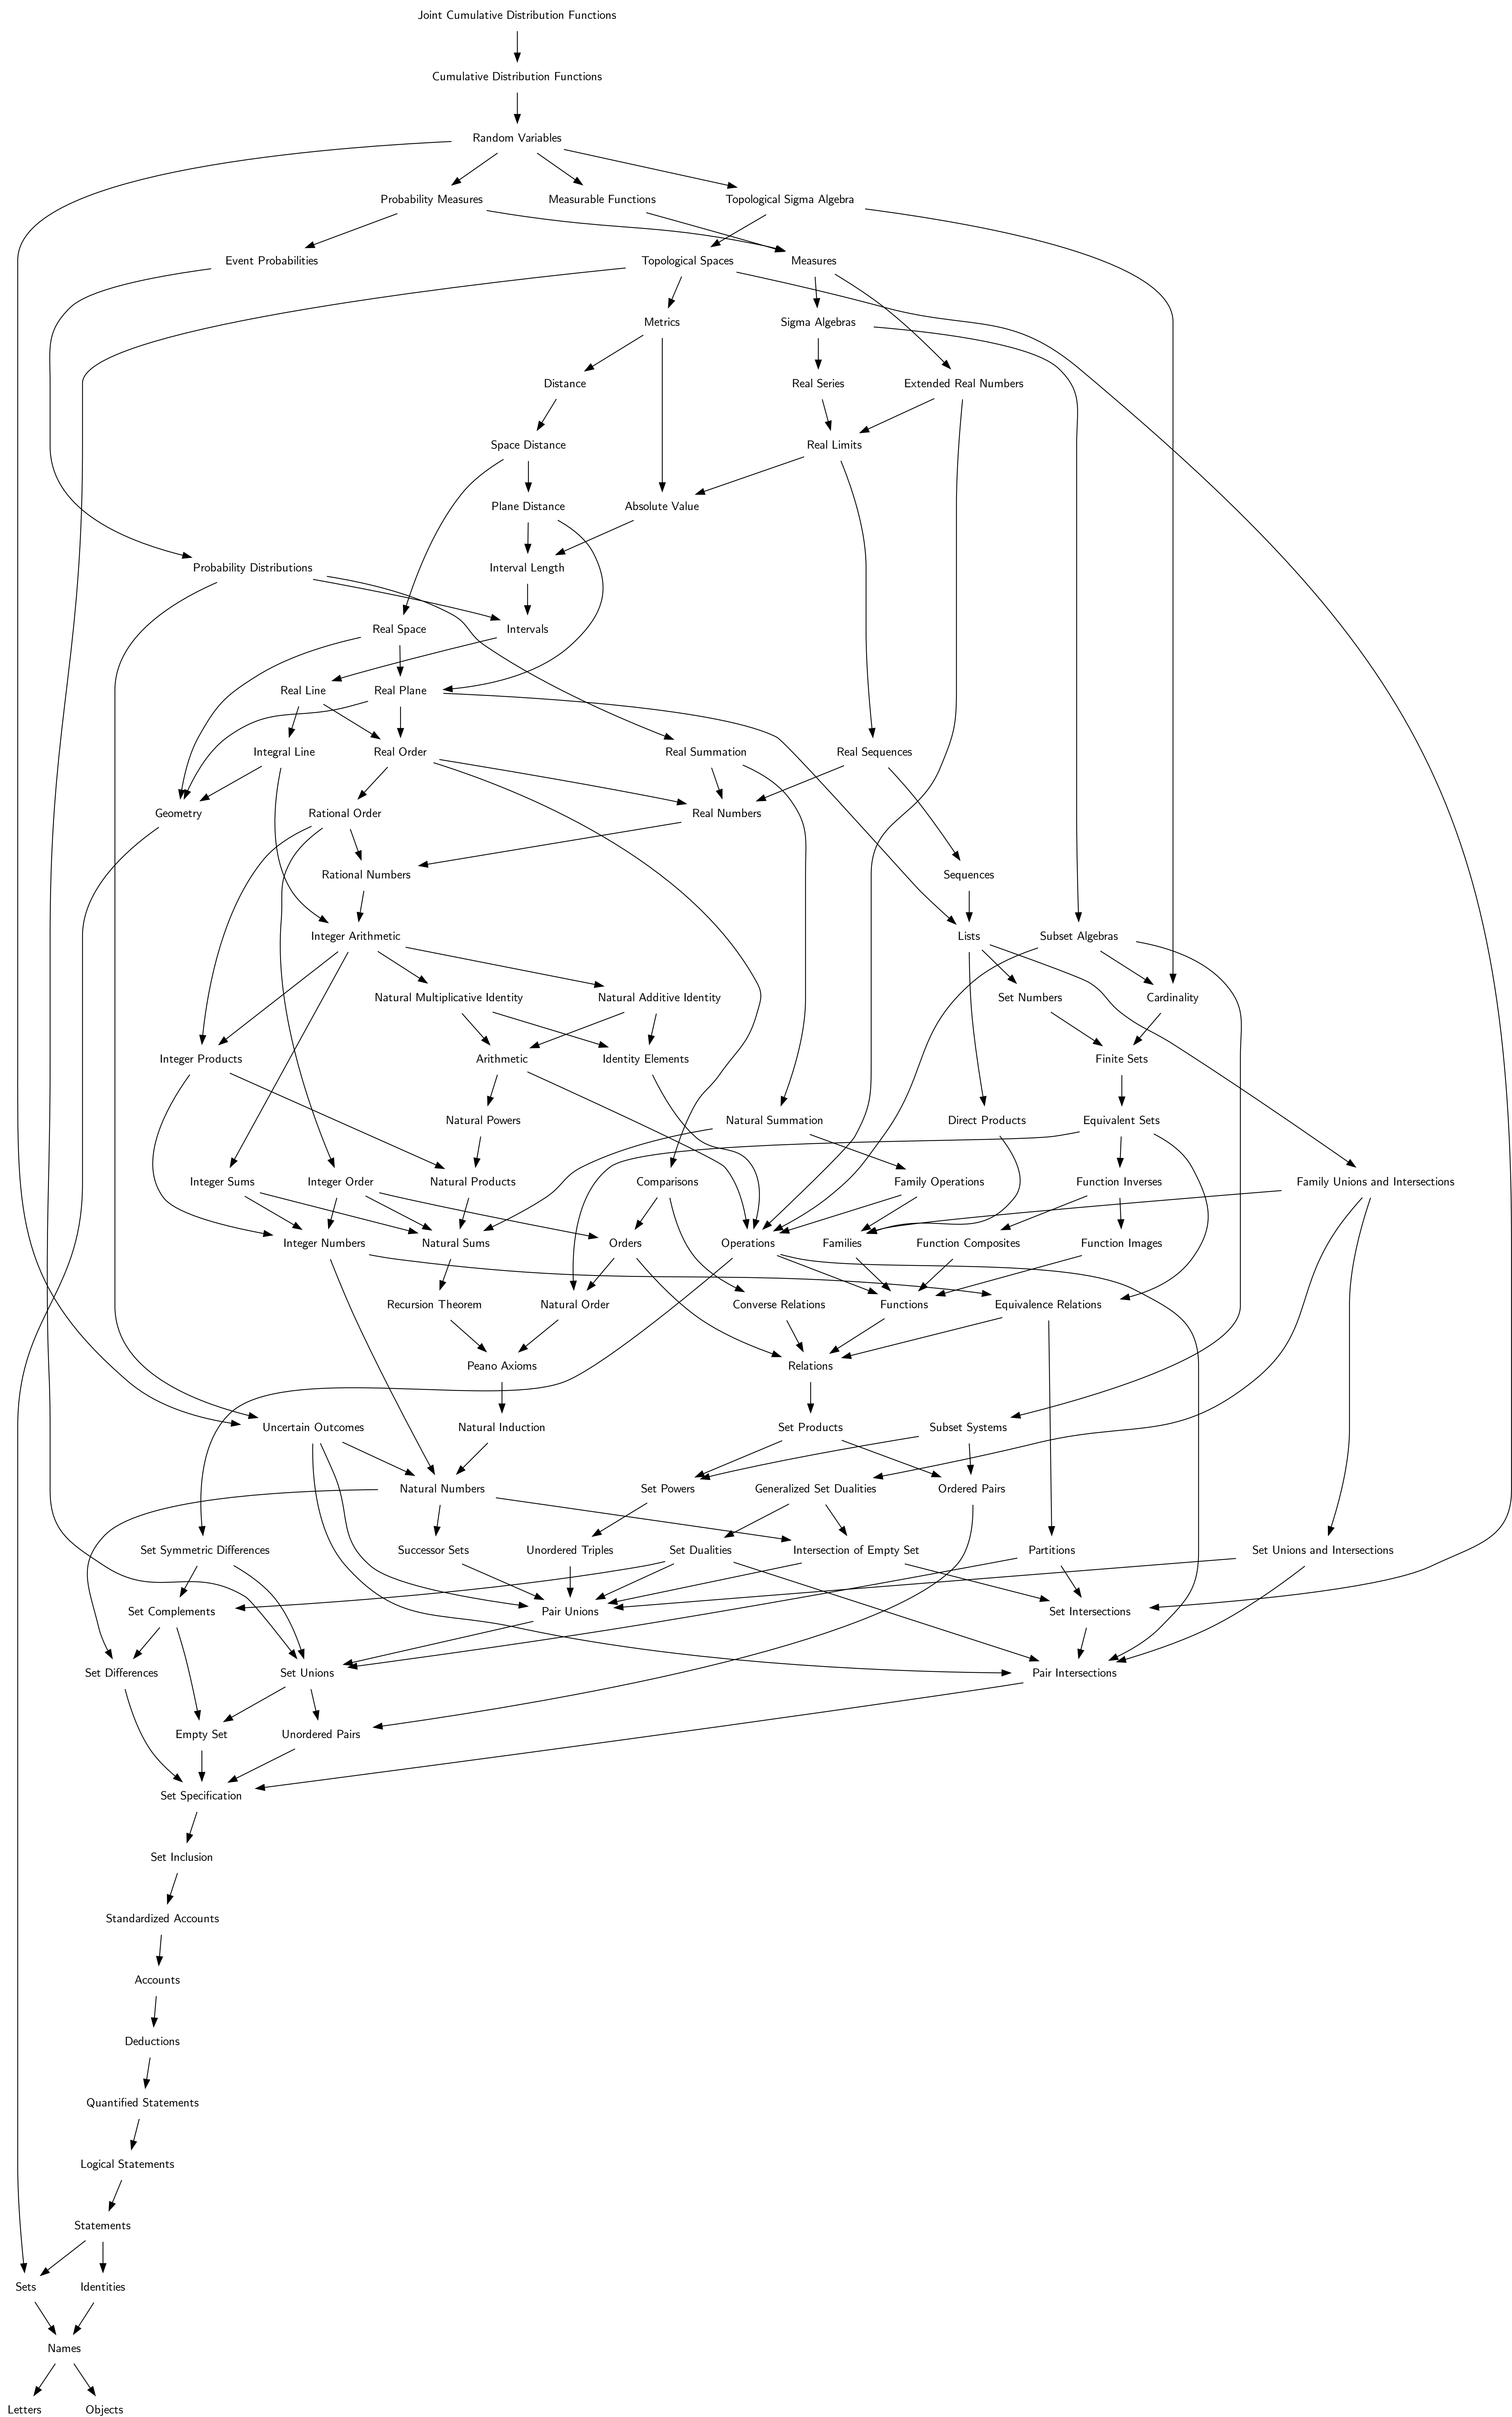 Joint Cumulative Distribution Functions
Cumulative Distribution Functions
Random Variables
Probability Measures
Measurable Functions
Topological Sigma Algebra
Event Probabilities
Topological Spaces
Measures
Metrics
Sigma Algebras
Distance
Real Series
Extended Real Numbers
Space Distance
Real Limits
Plane Distance
Absolute Value
Probability Distributions
Interval Length
Real Space
Intervals
Real Line
Real Plane
Integral Line
Real Order
Real Summation
Real Sequences
Geometry
Rational Order
Real Numbers
Rational Numbers
Sequences
Integer Arithmetic
Lists
Subset Algebras
Natural Multiplicative Identity
Natural Additive Identity
Set Numbers
Cardinality
Integer Products
Arithmetic
Identity Elements
Finite Sets
Natural Powers
Natural Summation
Direct Products
Equivalent Sets
Integer Sums
Integer Order
Natural Products
Comparisons
Family Operations
Function Inverses
Family Unions and Intersections
Integer Numbers
Natural Sums
Orders
Operations
Families
Function Composites
Function Images
Recursion Theorem
Natural Order
Converse Relations
Functions
Equivalence Relations
Peano Axioms
Relations
Uncertain Outcomes
Natural Induction
Set Products
Subset Systems
Natural Numbers
Set Powers
Generalized Set Dualities
Ordered Pairs
Set Symmetric Differences
Successor Sets
Unordered Triples
Set Dualities
Intersection of Empty Set
Partitions
Set Unions and Intersections
Set Complements
Pair Unions
Set Intersections
Set Differences
Set Unions
Pair Intersections
Empty Set
Unordered Pairs
Set Specification
Set Inclusion
Standardized Accounts
Accounts
Deductions
Quantified Statements
Logical Statements
Statements
Sets
Identities
Names
Letters
Objects